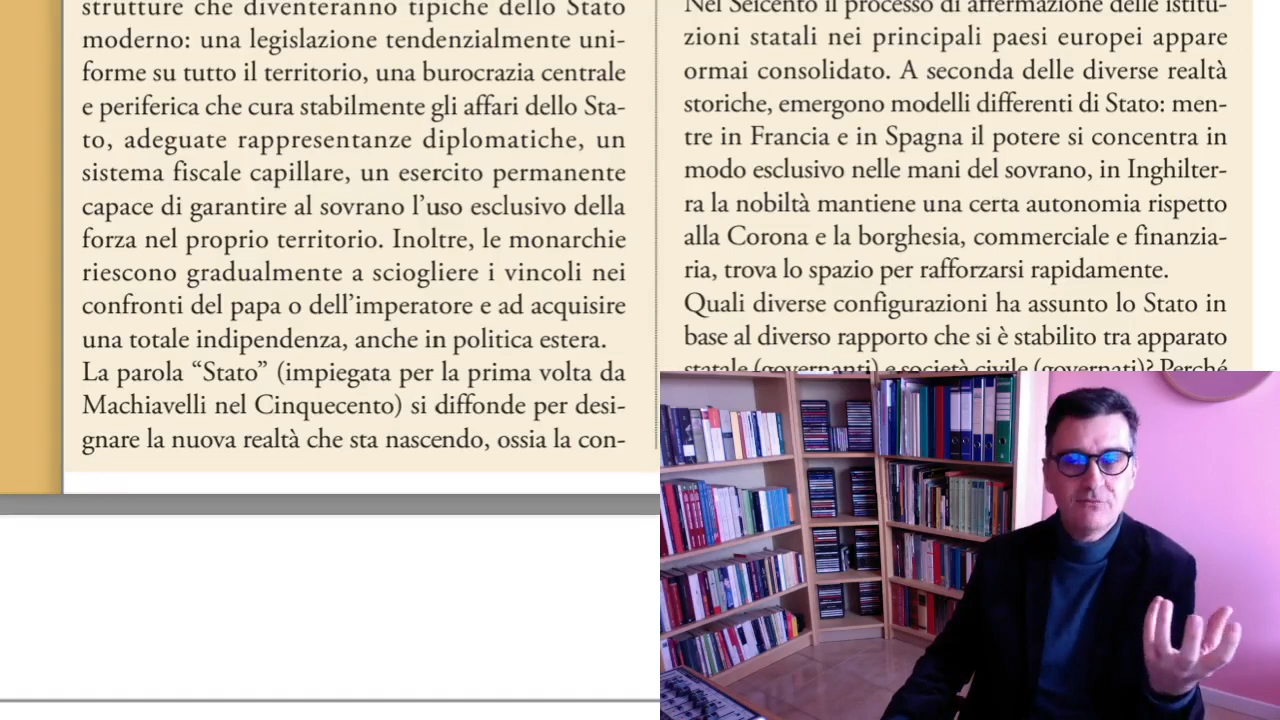 strutture che diventeranno tipiche dello Stato
moderno: una legislazione tendenzialmente uni-
forme su tutto il territorio, una burocrazia centrale
e periferica che cura stabilmente gli affari dello Sta-
to, adeguate rappresentanze diplomatiche, un
sistema fiscale capillare, un esercito permanente
capace di garantire al sovrano l'uso esclusivo della
forza nel proprio territorio. Inoltre, le monarchie
riescono gradualmente a sciogliere i vincoli nei
confronti del papa o dell'imperatore e ad acquisire
una totale indipendenza, anche in politica estera.
La parola “Stato” (impiegata per la prima volta da
Machiavelli nel Cinquecento) si diffonde per desi-
gnare la nuova realtà che sta nascendo, ossia la con-
Nel Seicento il processo di affermazione delle istitu-
zioni statali nei principali paesi europei appare
ormai consolidato. A seconda delle diverse realtà
storiche, emergono modelli differenti di Stato: men-
tre in Francia e in Spagna il potere si concentra in
modo esclusivo nelle mani del sovrano, in Inghilter-
ra la nobiltà mantiene una certa autonomia rispetto
alla Corona e la borghesia, commerciale e finanzia-
ria, trova lo spazio per rafforzarsi rapidamente.
Quali diverse configurazioni ha assunto lo Stato in
base al diverso rapporto che si è stabilito tra apparato
statale (governanti) e società civile (governati)? Perché